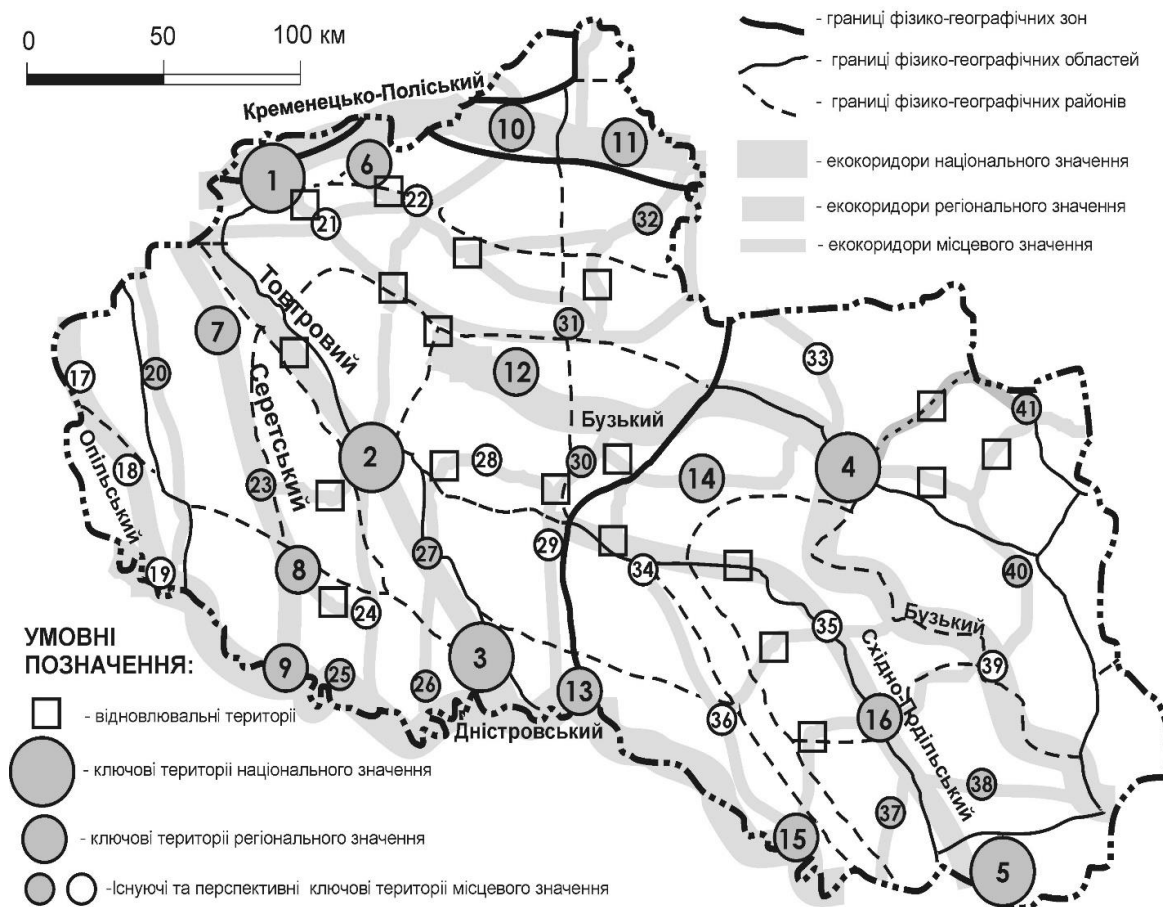 0 50 100 км
- границі фізико-географічних зон
- границі фізико-географічних областей
- границі фізико-географічних районів
- екокоридори національного значення
- екокоридори регіонального значення
- екокоридори місцевого значення
Кременецько-Поліський
10
11
1
6
22
21
32
Товтровий
7
31
33
12
17
20
41
Серетський
Бузький
Опільський
2
28
30
4
18
14
23
29
27
34
40
19
8
24
35
Бузький
УМОВНІ
ПОЗНАЧЕННЯ:
3
39
9
25
26
13
Східно-Подільський
36
16
Дністровський
- відновлювальні території
38
- ключові території національного значення
37
15
- ключові території регіонального значення
5
-Існуючі та перспективні ключові території місцевого значення